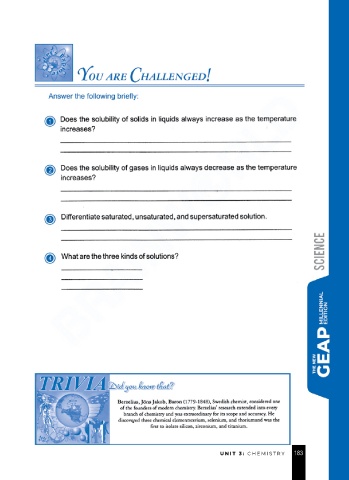 YOU ARE CHALLENGED!
Answer the following briefly:
1 Does the solubility of solids in liquids always increase as the temperature
increases?
2 Does the solubility of gases in liquids always decrease as the temperature
increases?
3 Differentiate saturated, unsaturated, and supersaturated solution.
4 What are the three kinds of solutions?
TRIVIA Did you know that?
Berzelius, Jöns Jakob, Baron (1779-1848), Swedish chemist, considered one
of the founders of modern chemistry. Berzelius' research extended into every
branch of chemistry and was extraordinary for its scope and accuracy. He
discovered three chemical elements—cerium, selenium, and thorium—and was the
first to isolate silicon, zirconium, and titanium.
UNIT 3: CHEMISTRY 183
THE NEW
GEAP MILLENNIAL
EDITION
SCIENCE